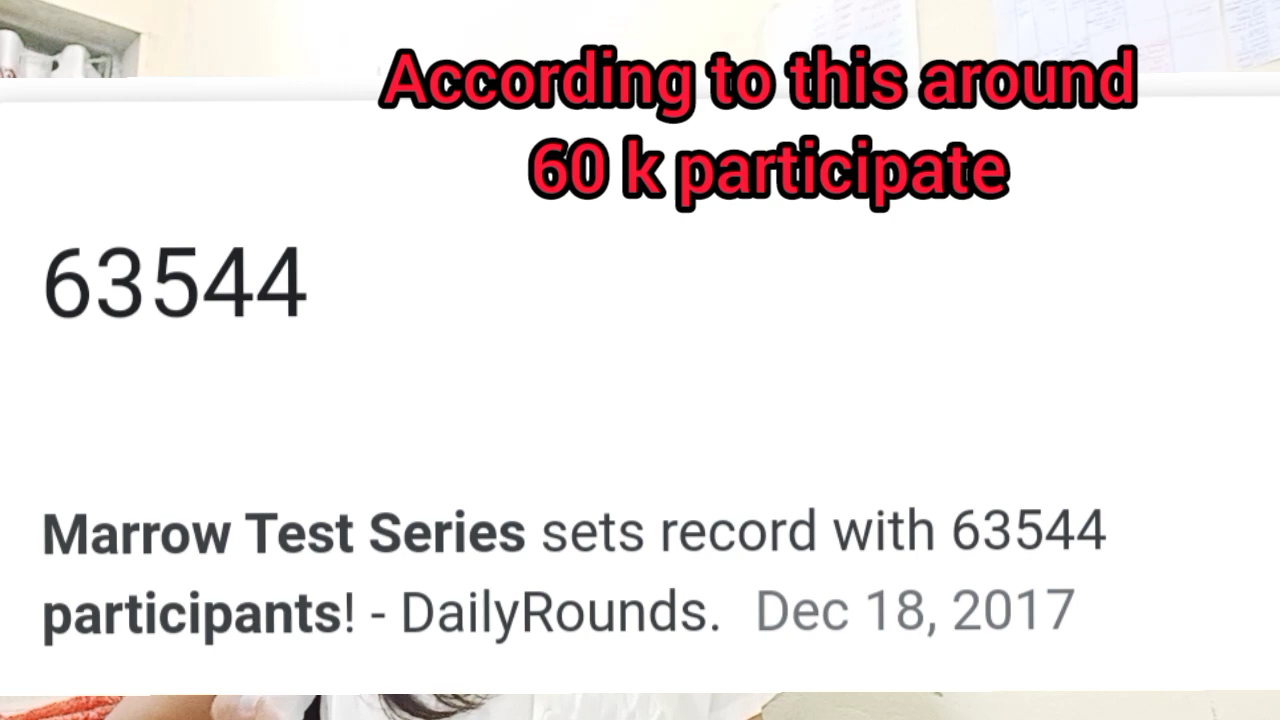 According to this around
60 k participate
63544
Marrow Test Series sets record with 63544
participants! - DailyRounds. Dec 18, 2017